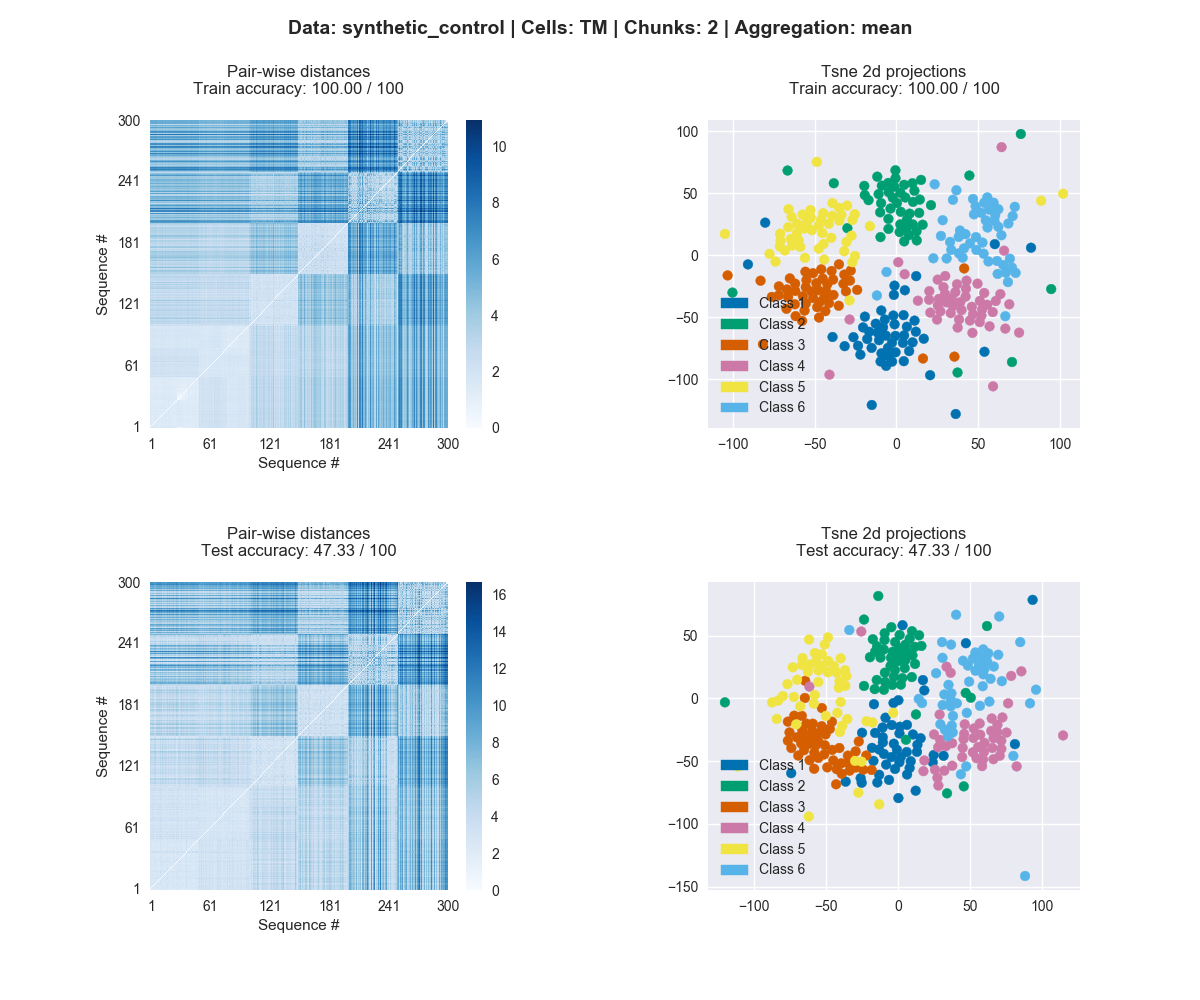 Data: synthetic_control | Cells: TM | Chunks: 2 | Aggregation: mean
Pair-wise distances
Train accuracy: 100.00 / 100
300
241
181
121
61
1
Sequence #
1 61 121 181 241 300
Sequence #
10
8
6
4
2
0
Tsne 2d projections
Train accuracy: 100.00 / 100
100
50
0
−50
−100
−100 −50 0 50 100
Class 1
Class 2
Class 3
Class 4
Class 5
Class 6
Pair-wise distances
Test accuracy: 47.33 / 100
300
241
181
121
61
1
Sequence #
1 61 121 181 241 300
Sequence #
16
14
12
10
8
6
4
2
0
Tsne 2d projections
Test accuracy: 47.33 / 100
50
0
−50
−100
−150
−100 −50 0 50 100
Class 1
Class 2
Class 3
Class 4
Class 5
Class 6